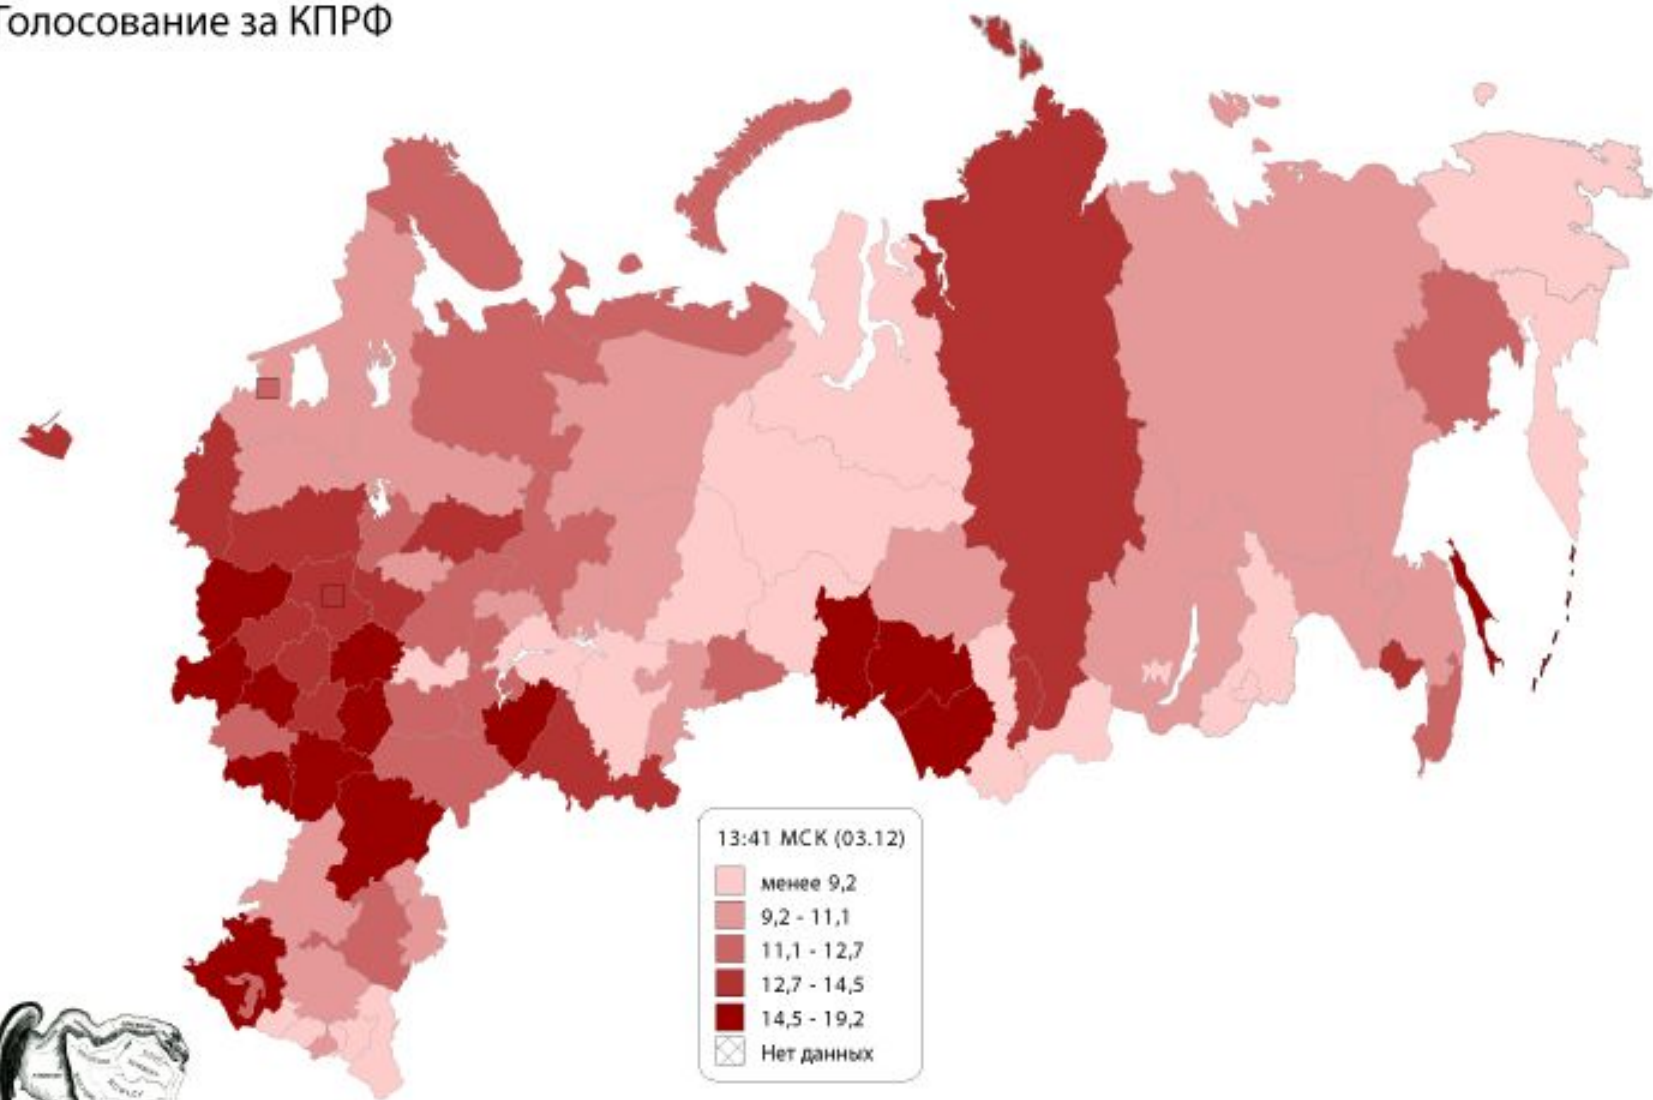 Голосование за КПРФ
13:41 МСК (03.12)
менее 9,2
9,2 - 11,1
11,1 - 12,7
12,7 - 14,5
14,5 - 19,2
Нет данных